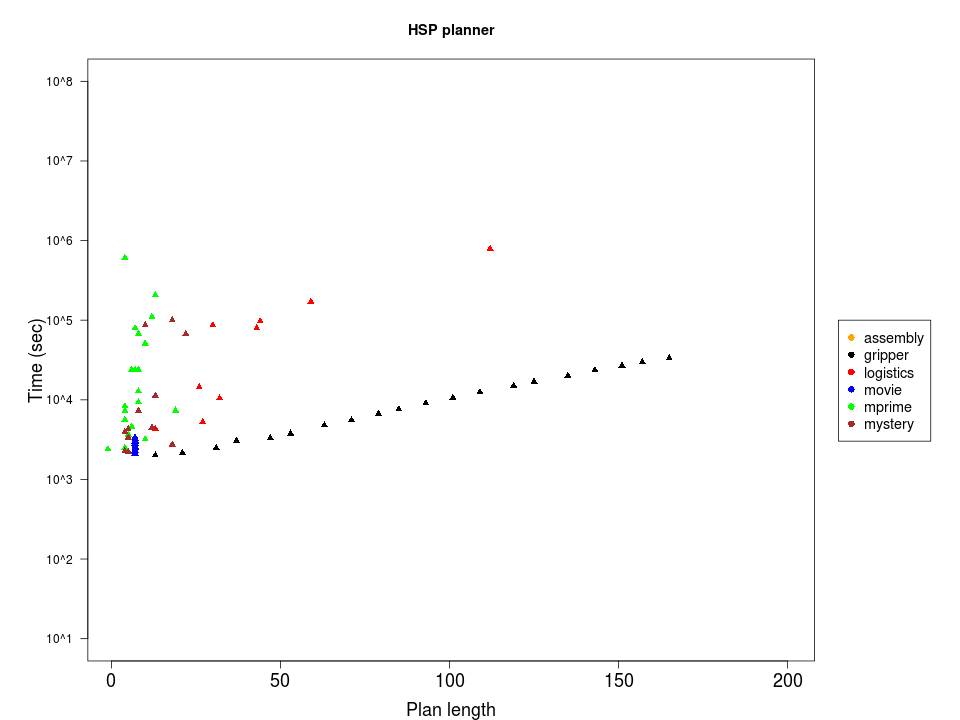 HSP planner
10^8
10^7
10^6
10^5
10^4
10^3
10^2
10^1
Time (sec)
0 50 100 150 200
Plan length
assembly
gripper
logistics
movie
mprime
mystery